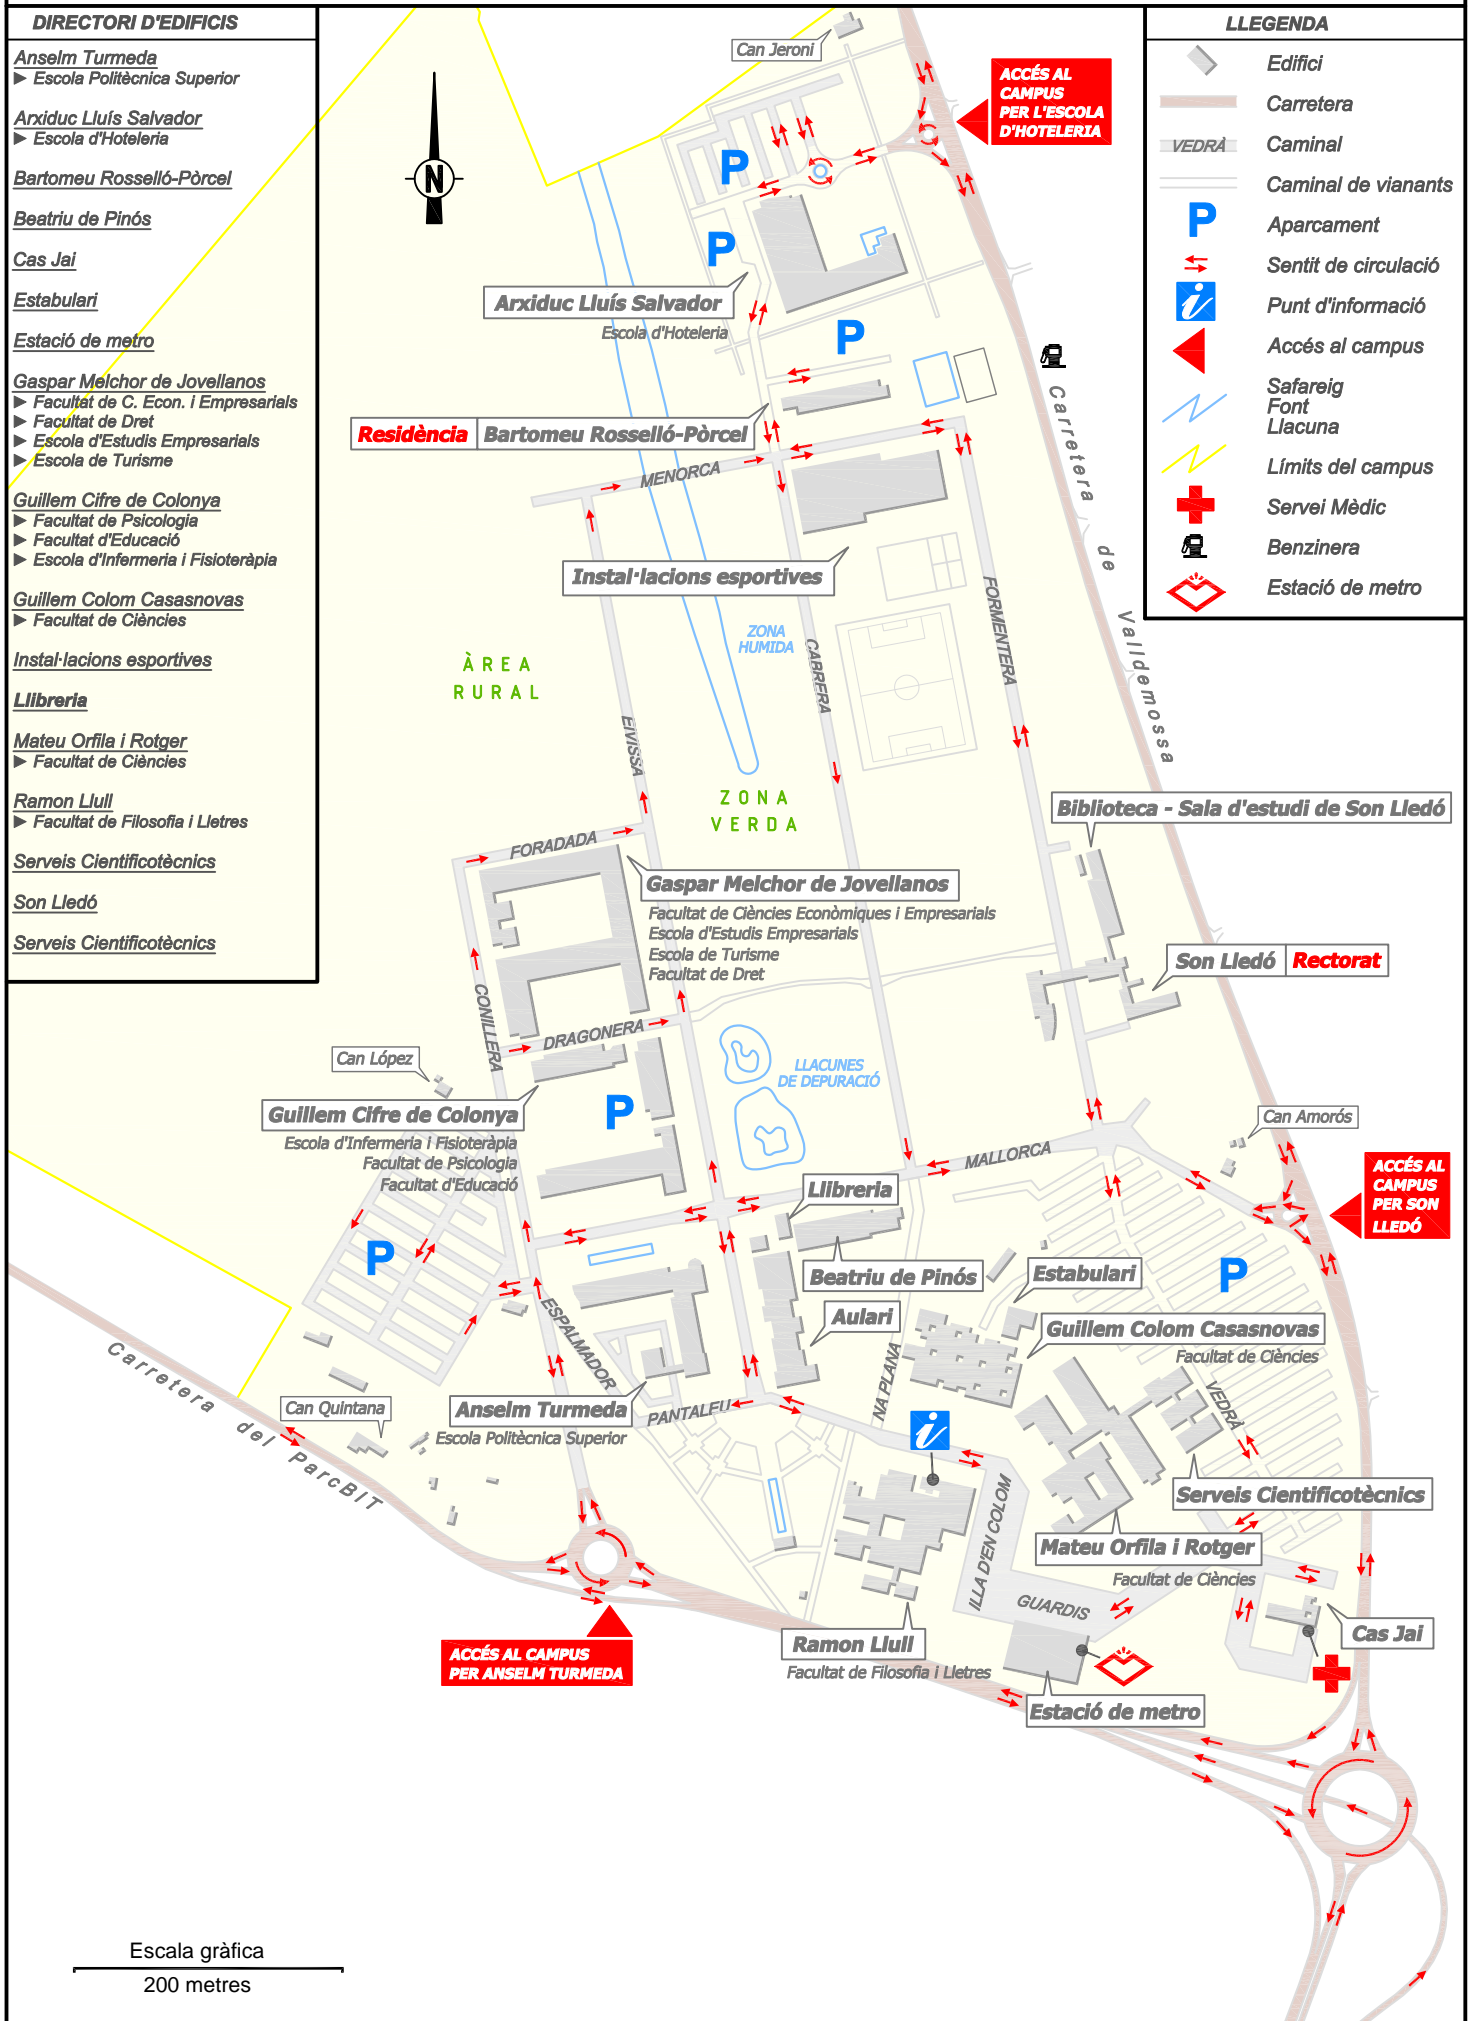 DIRECTORI D'EDIFICIS
Anselm Turmeda
► Escola Politècnica Superior
Arxiduc Lluís Salvador
► Escola d'Hoteleria
Bartomeu Rosselló-Pòrcel
Beatriu de Pinós
Cas Jai
Estabulari
Estació de metro
Gaspar Melchor de Jovellanos
► Facultat de C. Econ. i Empresarials
► Facultat de Dret
► Escola d'Estudis Empresarials
► Escola de Turisme
Guillem Cifre de Colonya
► Facultat de Psicologia
► Facultat d'Educació
► Escola d'Infermeria i Fisioteràpia
Guillem Colom Casasnovas
► Facultat de Ciències
Instal·lacions esportives
Llibreria
Mateu Orfila i Rotger
► Facultat de Ciències
Ramon Llull
► Facultat de Filosofia i Lletres
Serveis Cientificotècnics
Son Lledó
Serveis Cientificotècnics
LLEGENDA
Edifici
Carretera
VEDRÀ Caminal
Caminal de vianants
P Aparcament
Sentit de circulació
i Punt d'informació
Accés al campus
Safareig
Font
Llacuna
Límits del campus
Servei Mèdic
Benzinera
Estació de metro
N
Can Jeroni
ACCÉS AL
CAMPUS
PER L'ESCOLA
D'HOTELERIA
P
P
Arxiduc Lluís Salvador
Escola d'Hoteleria
P
Residència Bartomeu Rosselló-Pòrcel
MENORCA
Carretera de Valldemossa
Instal·lacions esportives
FORMENTERA
ZONA
HUMIDA
CABRERA
ÀREA
RURAL
EIVISSA
ZONA
VERDA
Biblioteca - Sala d'estudi de Son Lledó
FORADADA
Gaspar Melchor de Jovellanos
Facultat de Ciències Econòmiques i Empresarials
Escola d'Estudis Empresarials
Escola de Turisme
Facultat de Dret
Son Lledó Rectorat
CONILLERA
DRAGONERA
Can López
LLACUNES
DE DEPURACIÓ
Guillem Cifre de Colonya
Escola d'Infermeria i Fisioteràpia
Facultat de Psicologia
Facultat d'Educació
P
Can Amorós
MALLORCA
ACCÉS AL
CAMPUS
PER SON
LLEDÓ
Llibreria
P
Beatriu de Pinós
Estabulari
P
Aulari
Guillem Colom Casasnovas
Facultat de Ciències
ESPALMADOR
NA PLANA
VEDRÀ
Carretera del ParcBIT
Can Quintana
Anselm Turmeda
Escola Politècnica Superior
PANTALEU
i
ILLA D'EN COLOM
Serveis Cientificotècnics
Mateu Orfila i Rotger
Facultat de Ciències
GUARDIS
Ramon Llull
Facultat de Filosofia i Lletres
Cas Jai
ACCÉS AL CAMPUS
PER ANSELM TURMEDA
Estació de metro
Escala gràfica
200 metres